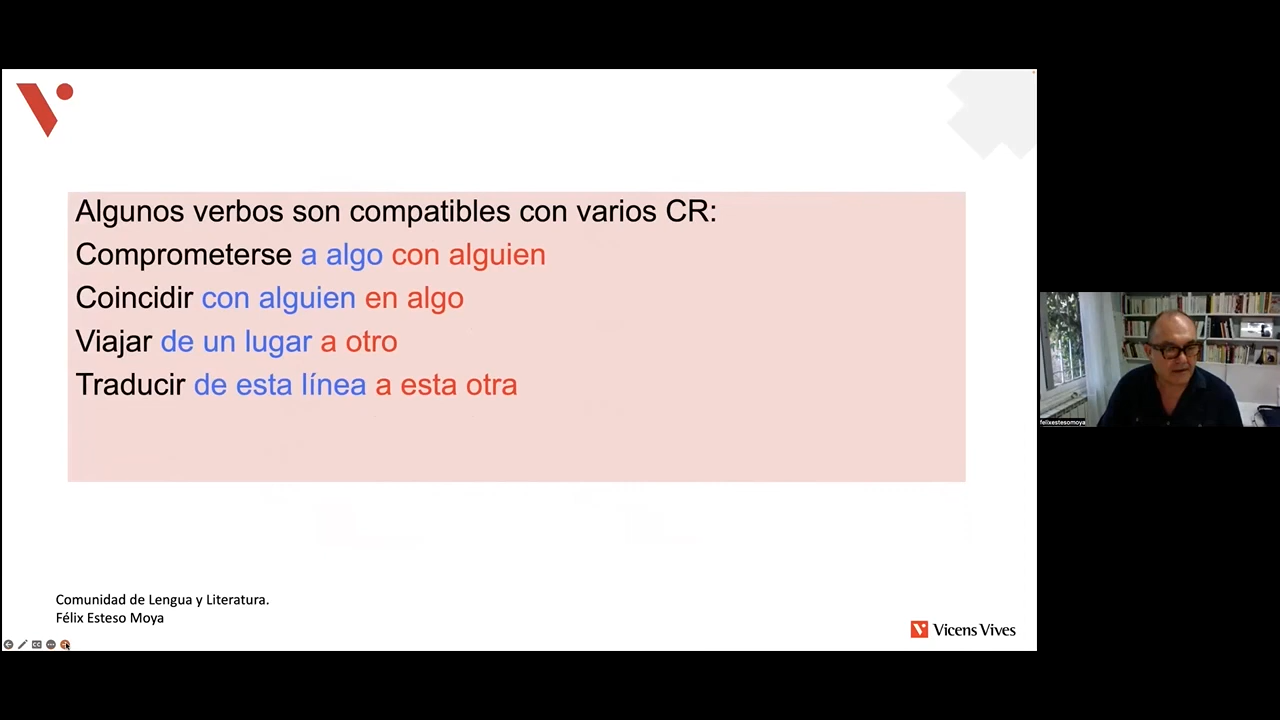 Algunos verbos son compatibles con varios CR:
Comprometerse a algo con alguien
Coincidir con alguien en algo
Viajar de un lugar a otro
Traducir de esta línea a esta otra
Comunidad de Lengua y Literatura.
Félix Esteso Moya
Vicens Vives
felixestesomoya